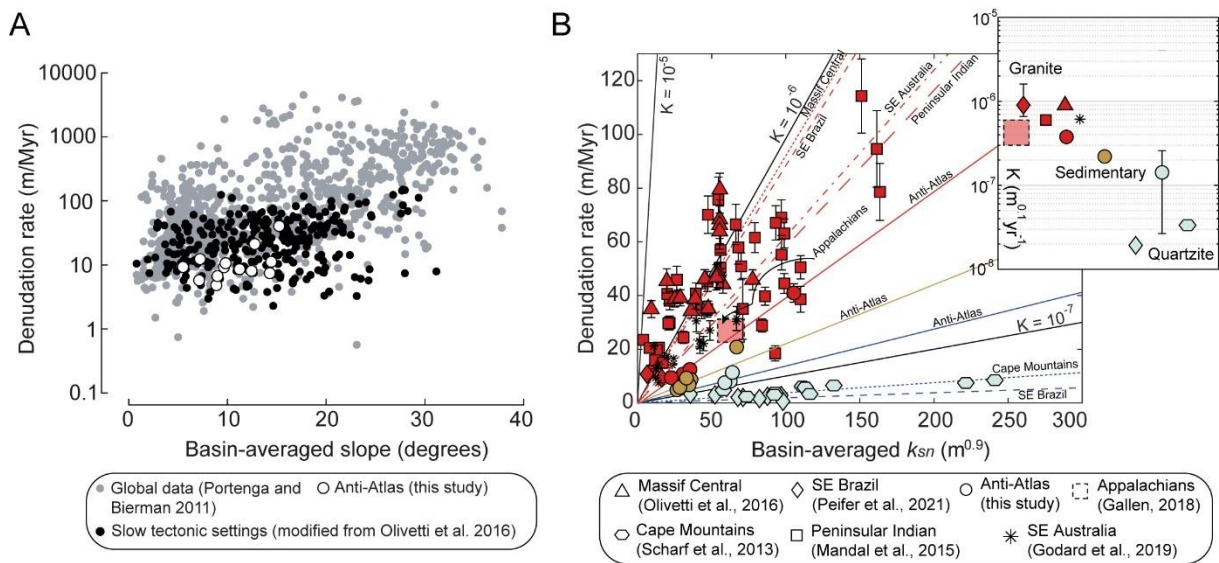 A
Denudation rate (m/Myr)
10000
1000
100
10
1
0.1
0
10
20
30
40
Basin-averaged slope (degrees)
Global data (Portenga and
Bierman 2011)
Anti-Atlas (this study)
Slow tectonic settings (modified from Olivetti et al. 2016)
B
Denudation rate (m/Myr)
120
100
80
60
40
20
0
0
50
100
150
200
250
300
Basin-averaged ksn (m0.9)
K = 10-5
K = 10-6
Massif Central
SE Brazil
SE Australia
Peninsular Indian
Anti-Atlas
Appalachians
Anti-Atlas
Anti-Atlas
K = 10-7
Cape Mountains
SE Brazil
10-5
10-6
10-7
10-8
K (m0.1 yr-1)
Granite
Sedimentary
Quartzite
Massif Central
(Olivetti et al., 2016)
SE Brazil
(Peifer et al., 2021)
Anti-Atlas
(this study)
Appalachians
(Gallen, 2018)
Cape Mountains
(Scharf et al., 2013)
Peninsular Indian
(Mandal et al., 2015)
SE Australia
(Godard et al., 2019)